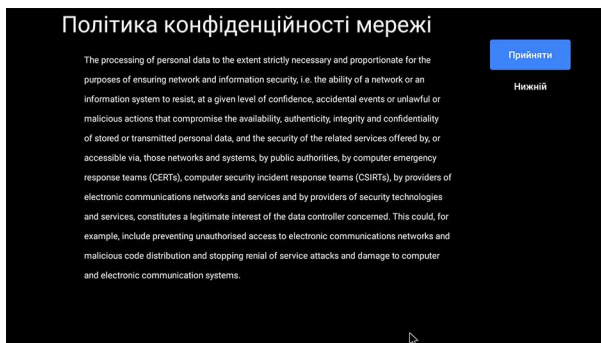 Політика конфіденційності мережі
The processing of personal data to the extent strictly necessary and proportionate for the
purposes of ensuring network and information security, i.e. the ability of a network or an
information system to resist, at a given level of confidence, accidental events or unlawful or
malicious actions that compromise the availability, authenticity, integrity and confidentiality
of stored or transmitted personal data, and the security of the related services offered by, or
accessible via, those networks and systems, by public authorities, by computer emergency
response teams (CERTs), computer security incident response teams (CSIRTs), by providers of
electronic communications networks and services and by providers of security technologies
and services, constitutes a legitimate interest of the data controller concerned. This could, for
example, include preventing unauthorised access to electronic communications networks and
malicious code distribution and stopping renial of service attacks and damage to computer
and electronic communication systems.
Прийняти
Нижній